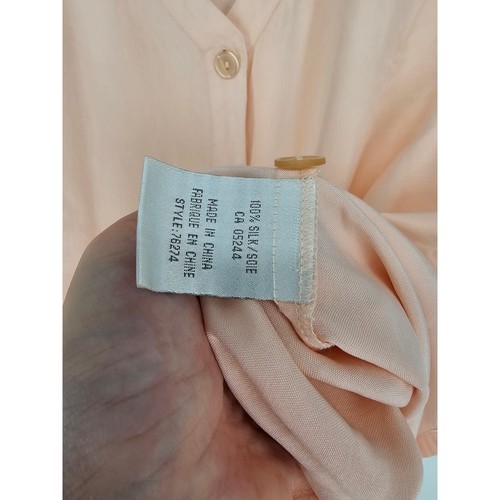 100% SILK/SOIE
CA 05244
MADE IN CHINA
FABRIQUE EN CHINE
STYLE:76274